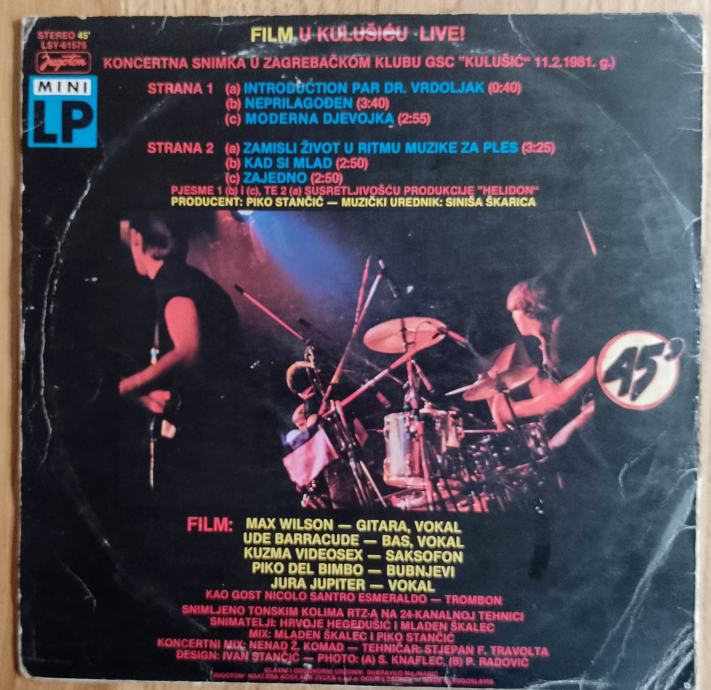 STEREO 45'
LSY-61575
Jugoton
MINI
LP
FILM U KULUŠIĆU LIVE!
KONCERTNA SNIMKA U ZAGREBAČKOM KLUBU GSC "KULUŠIĆ" 11.2.1981. g.)
STRANA 1 (a) INTRODUCTION PAR DR. VRDOLJAK (0:40)
(b) NEPRILAGOĐEN (3:40)
(c) MODERNA DJEVOJKA (2:55)
STRANA 2 (a) ZAMISLI ŽIVOT U RITMU MUZIKE ZA PLES (3:25)
(b) KAD SI MLAD (2:50)
(c) ZAJEDNO (2:50)
PJESME 1 (b) I (c), TE 2 (a) SUSRETLJIVOŠĆU PRODUKCIJE "HELIDON"
PRODUCENT: PIKO STANČIĆ — MUZIČKI UREDNIK: SINIŠA ŠKARICA
45'
FILM: MAX WILSON — GITARA, VOKAL
UDE BARRACUDE — BAS, VOKAL
KUZMA VIDEOSEX — SAKSOFON
PIKO DEL BIMBO — BUBNJEVI
JURA JUPITER — VOKAL
KAO GOST NICOLO SANTRO ESMERALDO — TROMBON
SNIMLJENO TONSKIM KOLIMA RTZ-A NA 24-KANALNOJ TEHNICI
SNIMATELJI: HRVOJE HEGEDUŠIĆ I MLADEN ŠKALEC
MIX: MLADEN ŠKALEC I PIKO STANČIĆ
KONCERTNI MIX: NENAD Ž. KOMAD — TEHNIČAR: STJEPAN F. TRAVOLTA
DESIGN: IVAN STANČIĆ — PHOTO: (A) S. KNAFLEC, (B) P. RADOVIĆ
GLAVNI I ODGOVORNI UREDNIK: DUBRAVKO MAJNARIĆ